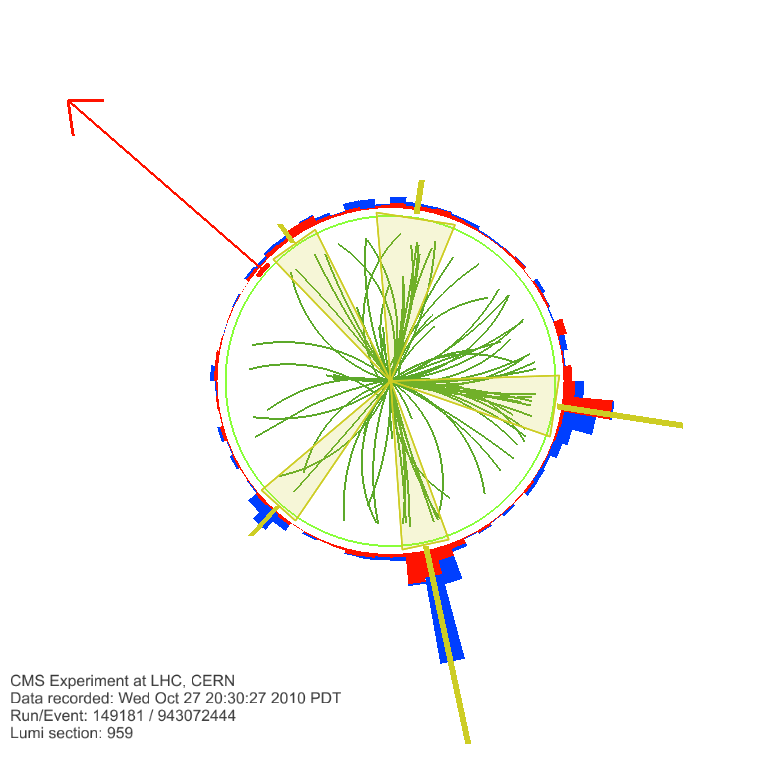 CMS Experiment at LHC, CERN
Data recorded: Wed Oct 27 20:30:27 2010 PDT
Run/Event: 149181 / 943072444
Lumi section: 959